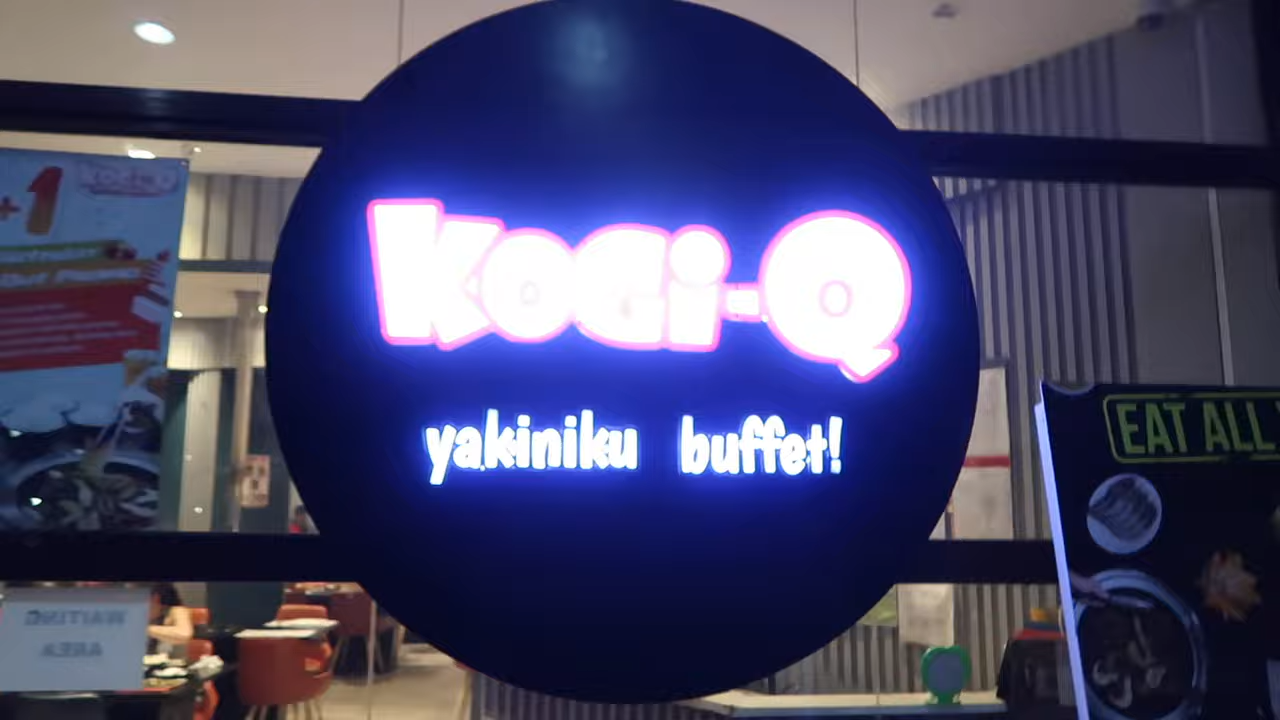 KOGi-Q
yakiniku buffet!
+1
EAT ALL
WAITING
AREA